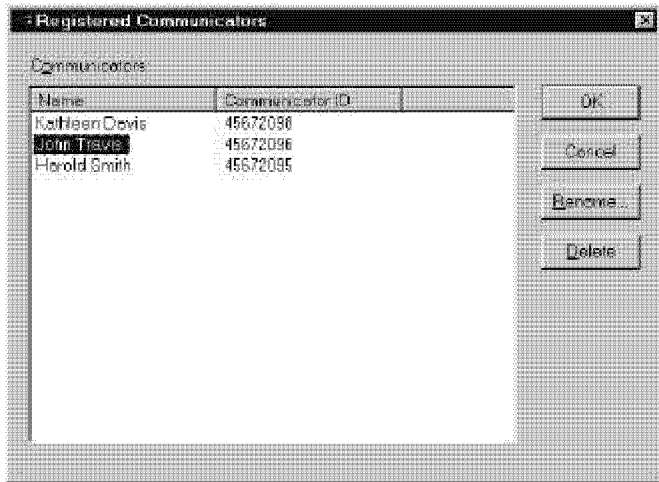 Registered Communicators
Communicators:
Name Communicator ID
OK
Kathleen Davis 45672098
John Travis 45672096
Harold Smith 45672095
Cancel
Rename...
Delete